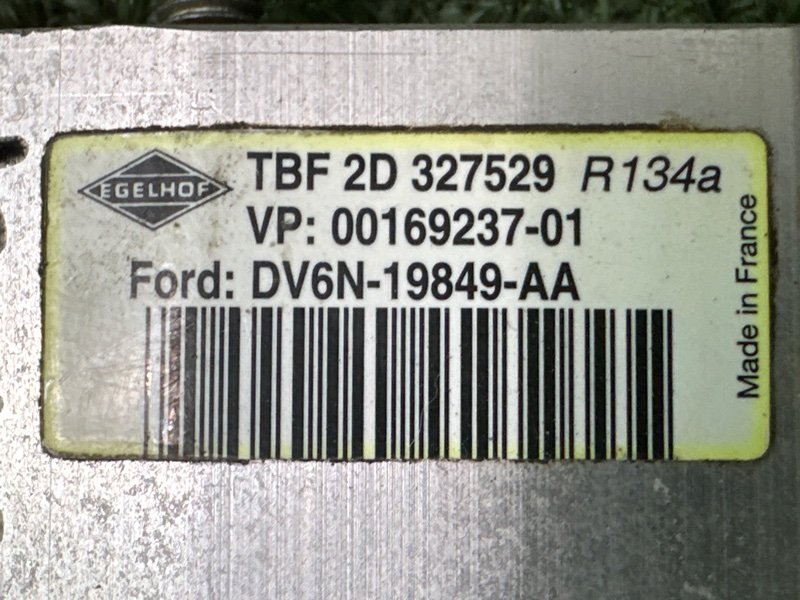 EGELHOF
TBF 2D 327529 R134a
VP: 00169237-01
Ford: DV6N-19849-AA
Made in France